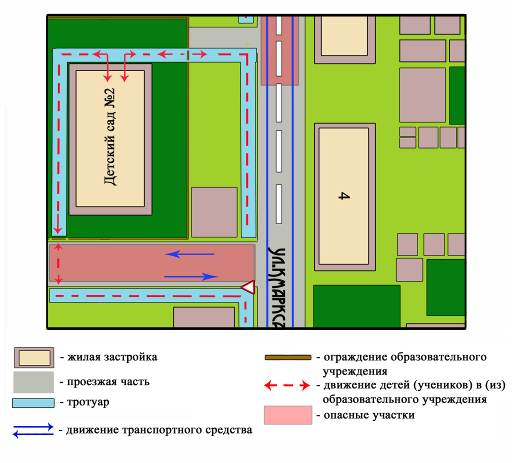 Детский сад №2
4
ул.К.маркса
- жилая застройка
- проезжая часть
- тротуар
- движение транспортного средства
- ограждение образовательного
учреждения
- движение детей (учеников) в (из)
образовательного учреждения
- опасные участки